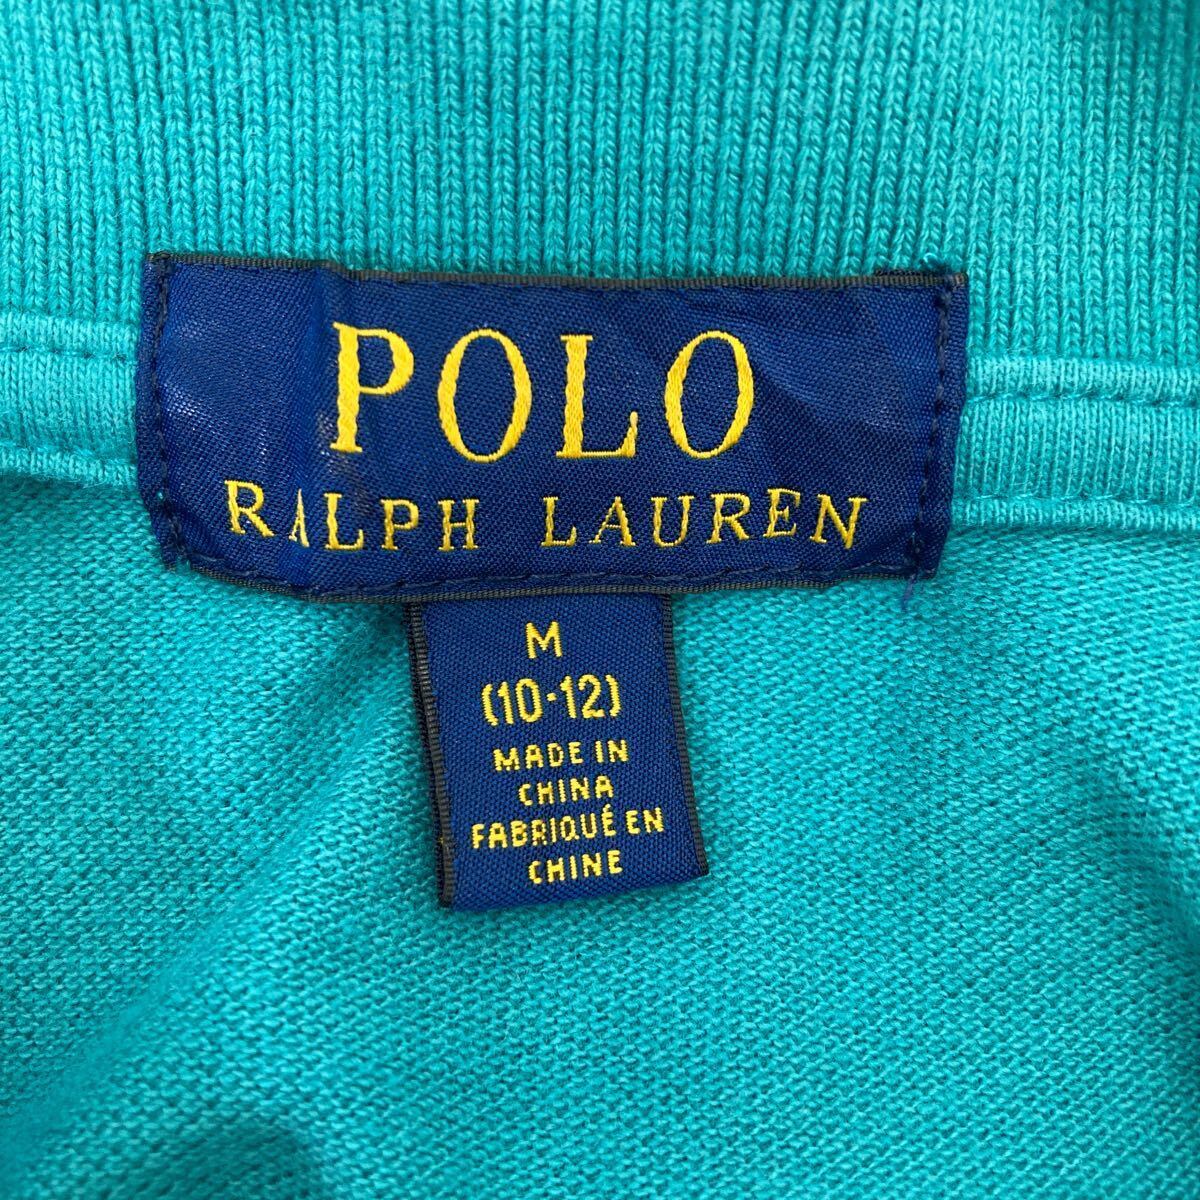 POLO
RALPH LAUREN
M
(10-12)
MADE IN
CHINA
FABRIQUÉ EN
CHINE